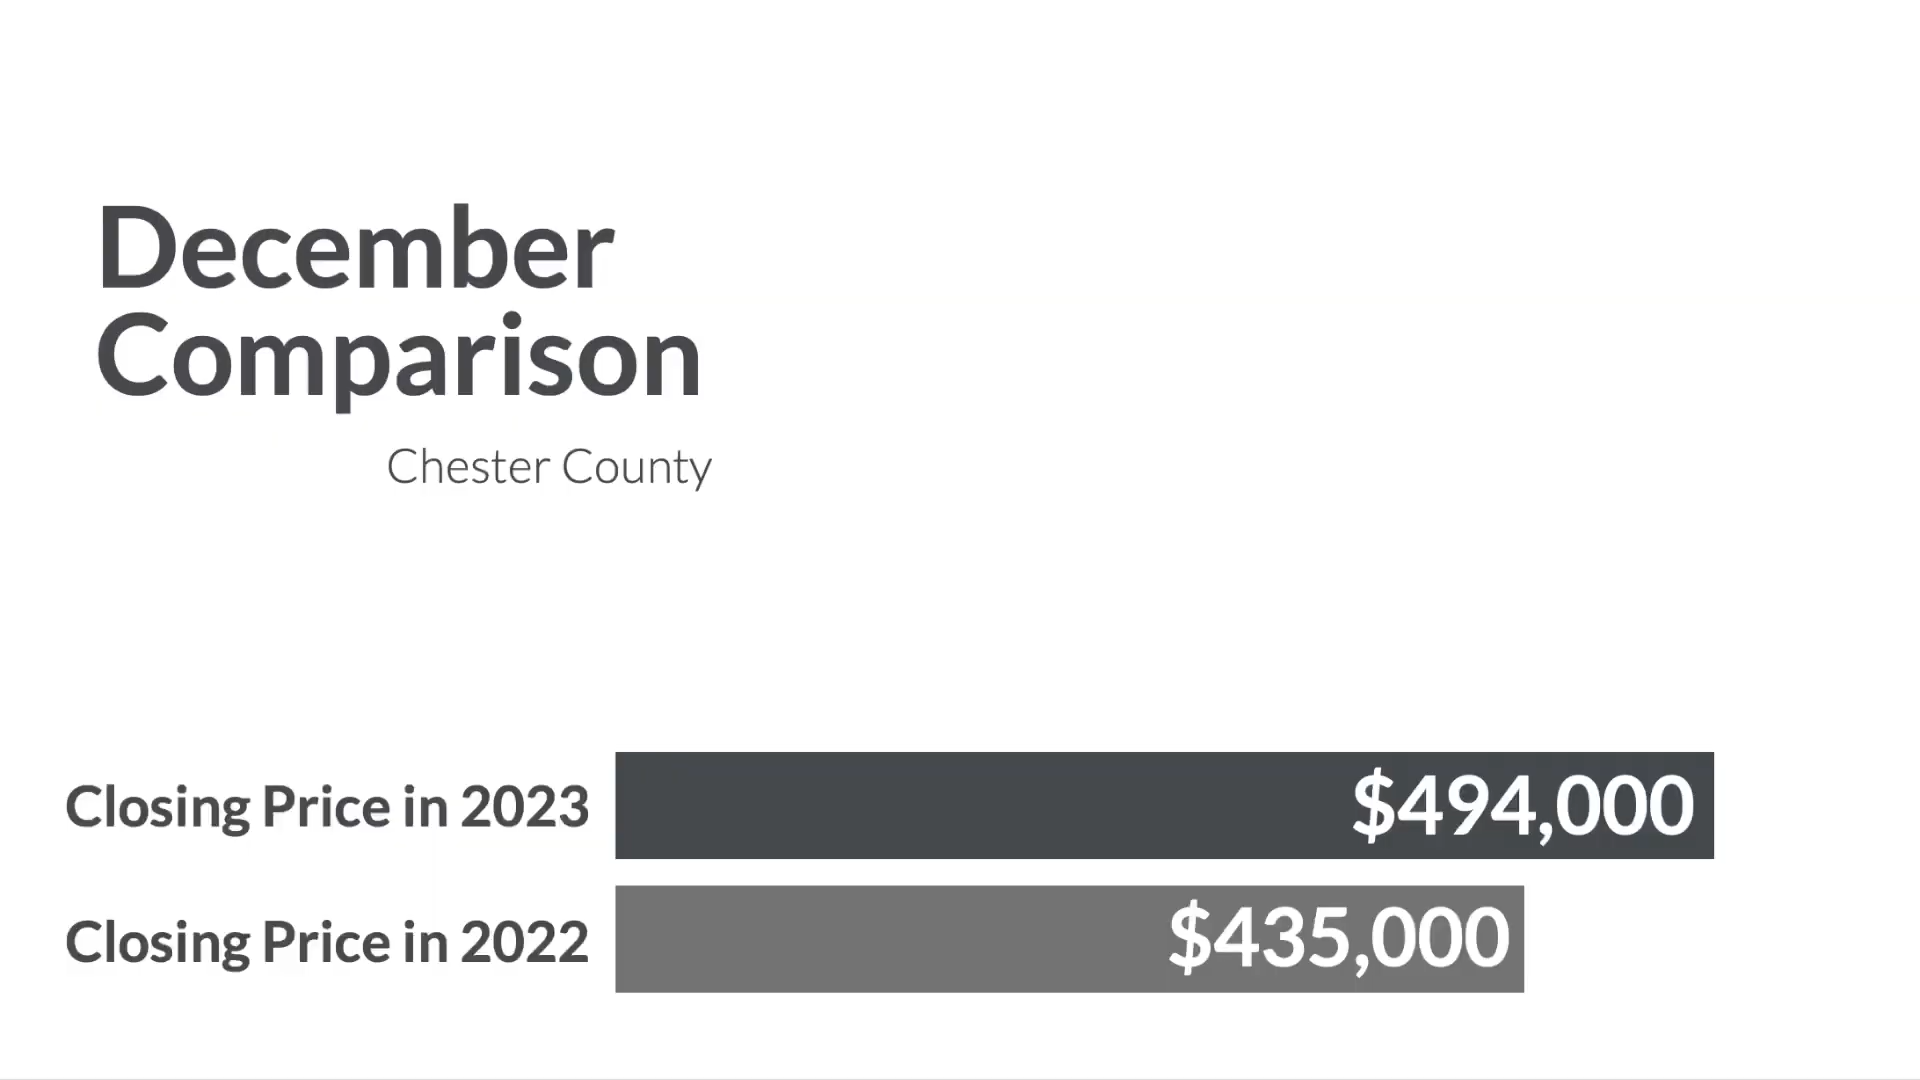 December
Comparison
Chester County
Closing Price in 2023 $494,000
Closing Price in 2022 $435,000